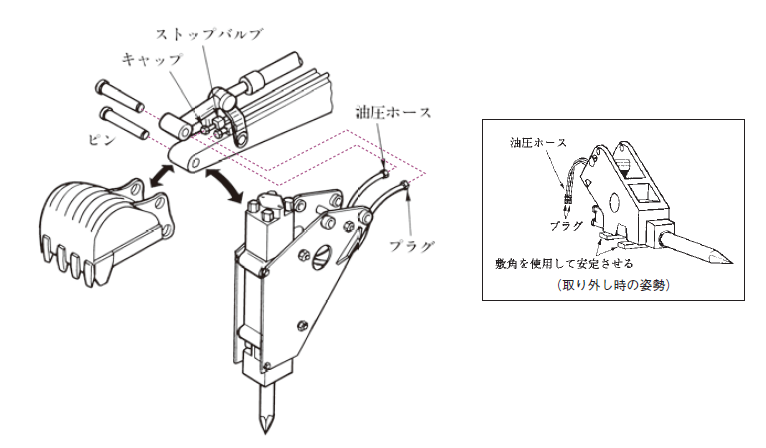 ストップバルブ
キャップ
油圧ホース
ピン
プラグ
油圧ホース
プラグ
敷角を使用して安定させる
(取り外し時の姿勢)